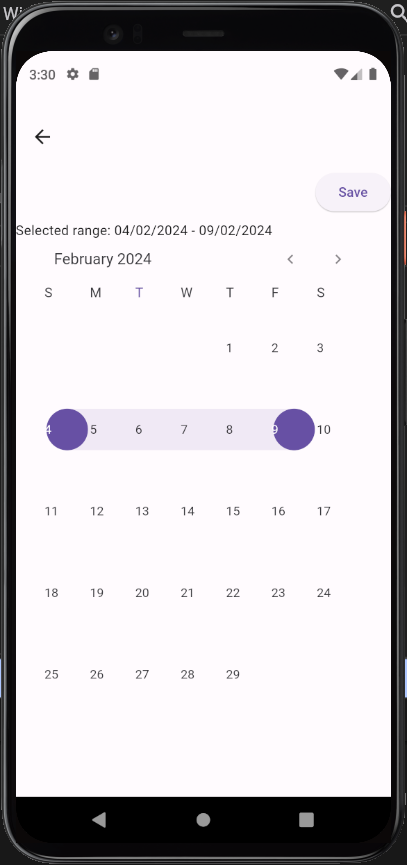 Wi
3:30
Save
Selected range: 04/02/2024 - 09/02/2024
February 2024
S M T W T F S
1 2 3
4 5 6 7 8 9 10
11 12 13 14 15 16 17
18 19 20 21 22 23 24
25 26 27 28 29